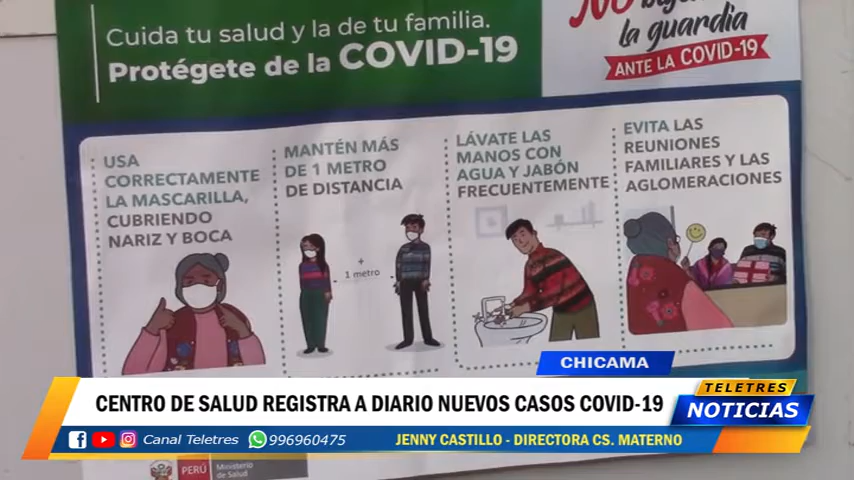 Cuida tu salud y la de tu familia.
Protégete de la COVID-19
NO
la guardia
ANTE LA COVID-19
USA
CORRECTAMENTE
LA MASCARILLA,
CUBRIENDO
NARIZ Y BOCA
MANTÉN MÁS
DE 1 METRO
DE DISTANCIA
+
1 metro
LÁVATE LAS
MANOS CON
AGUA Y JABÓN
FRECUENTEMENTE
EVITA LAS
REUNIONES
FAMILIARES Y LAS
AGLOMERACIONES
CHICAMA
CENTRO DE SALUD REGISTRA A DIARIO NUEVOS CASOS COVID-19
TELETRES
NOTICIAS
Canal Teletres 996960475
JENNY CASTILLO - DIRECTORA CS. MATERNO
PERÚ
Ministerio
de Salud